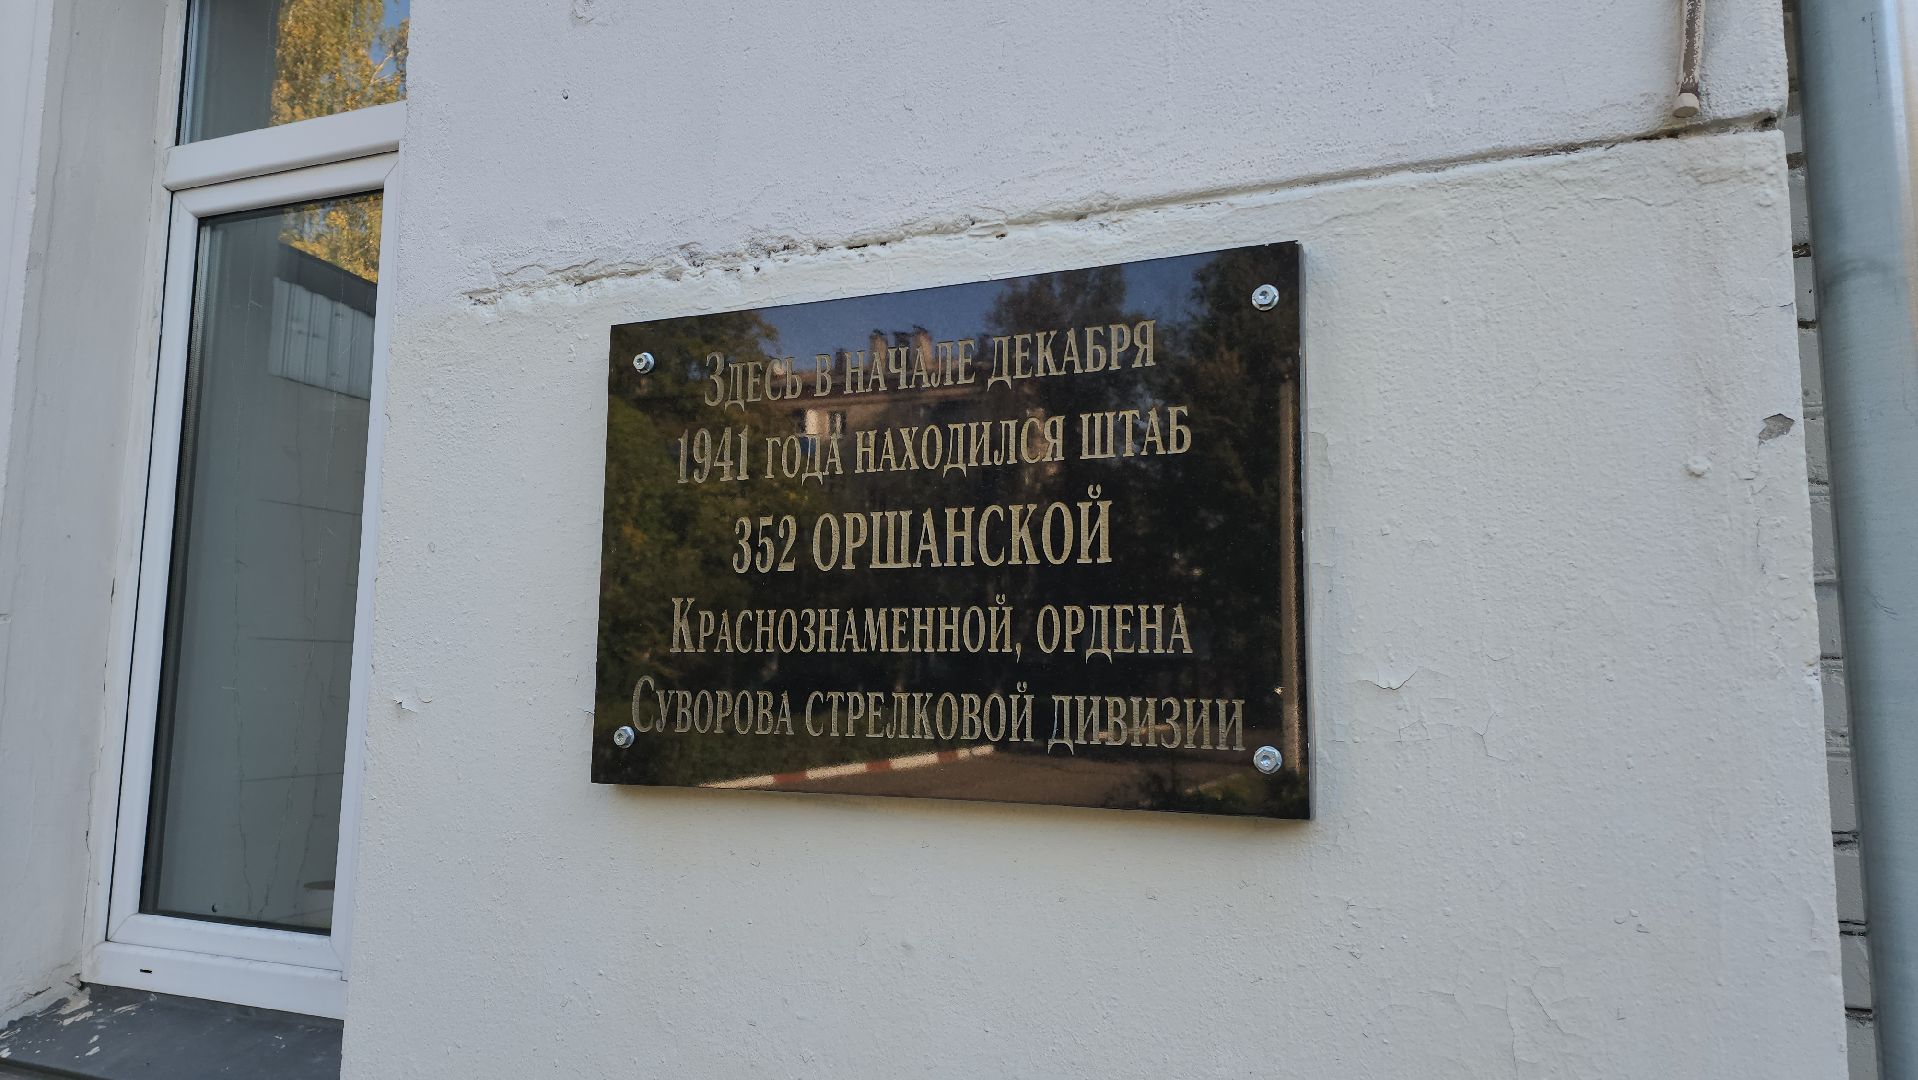 Здесь в начале декабря
1941 года находился штаб
352 ОРШАНСКОЙ
Краснознаменной, ордена
Суворова стрелковой дивизии